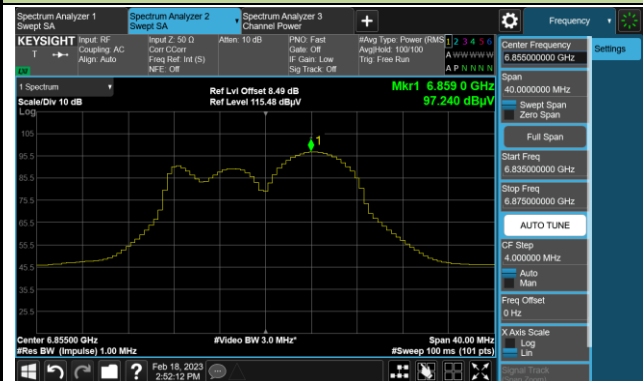 Spectrum Analyzer 1
Swept SA
Spectrum Analyzer 2
Swept SA
Spectrum Analyzer 3
Channel Power
Frequency
KEYSIGHT
Input: RF
Coupling: AC
Align: Auto
Input Z: 50 Ω
Corr CCorr
Freq Ref: Int (S)
NFE: Off
Atten: 10 dB
PNO: Fast
Gate: Off
IF Gain: Low
Sig Track: Off
#Avg Type: Power (RMS
Avg|Hold: 100/100
Trig: Free Run
1 2 3 4 5 6
A W W W W W
A P N N N N
1 Spectrum
Scale/Div 10 dB
Log
Ref Lvl Offset 8.49 dB
Ref Level 115.48 dBµV
Mkr1 6.859 0 GHz
97.240 dBµV
1
105
95.5
85.5
75.5
65.5
55.5
45.5
35.5
25.5
Center 6.85500 GHz
#Res BW (Impulse) 1.00 MHz
#Video BW 3.0 MHz*
Span 40.00 MHz
#Sweep 100 ms (101 pts)
Feb 18, 2023
2:52:12 PM
Center Frequency
6.855000000 GHz
Settings
Span
40.0000000 MHz
Swept Span
Zero Span
Full Span
Start Freq
6.835000000 GHz
Stop Freq
6.875000000 GHz
AUTO TUNE
CF Step
4.000000 MHz
Auto
Man
Freq Offset
0 Hz
X Axis Scale
Log
Lin
Signal Track